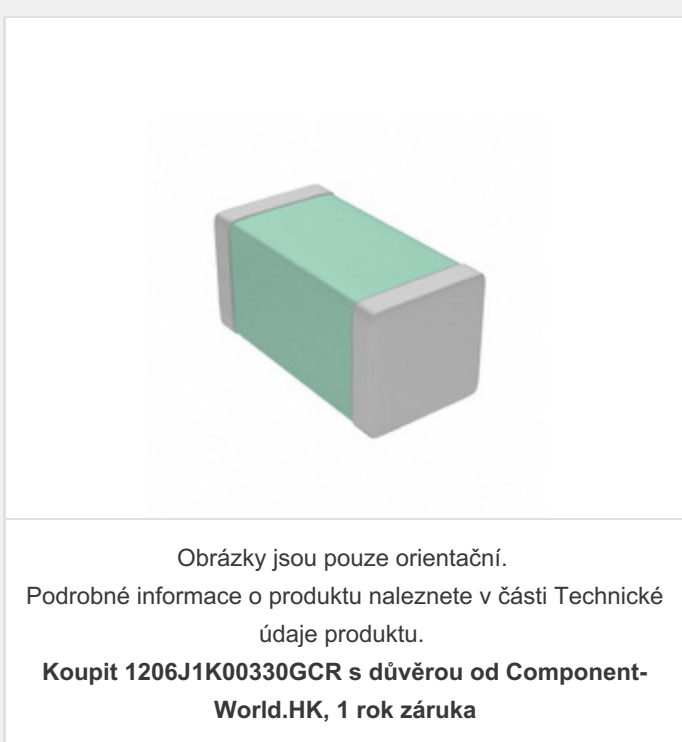 Obrázky jsou pouze orientační.
Podrobné informace o produktu naleznete v části Technické
údaje produktu.
Koupit 1206J1K00330GCR s důvěrou od Component-
World.HK, 1 rok záruka